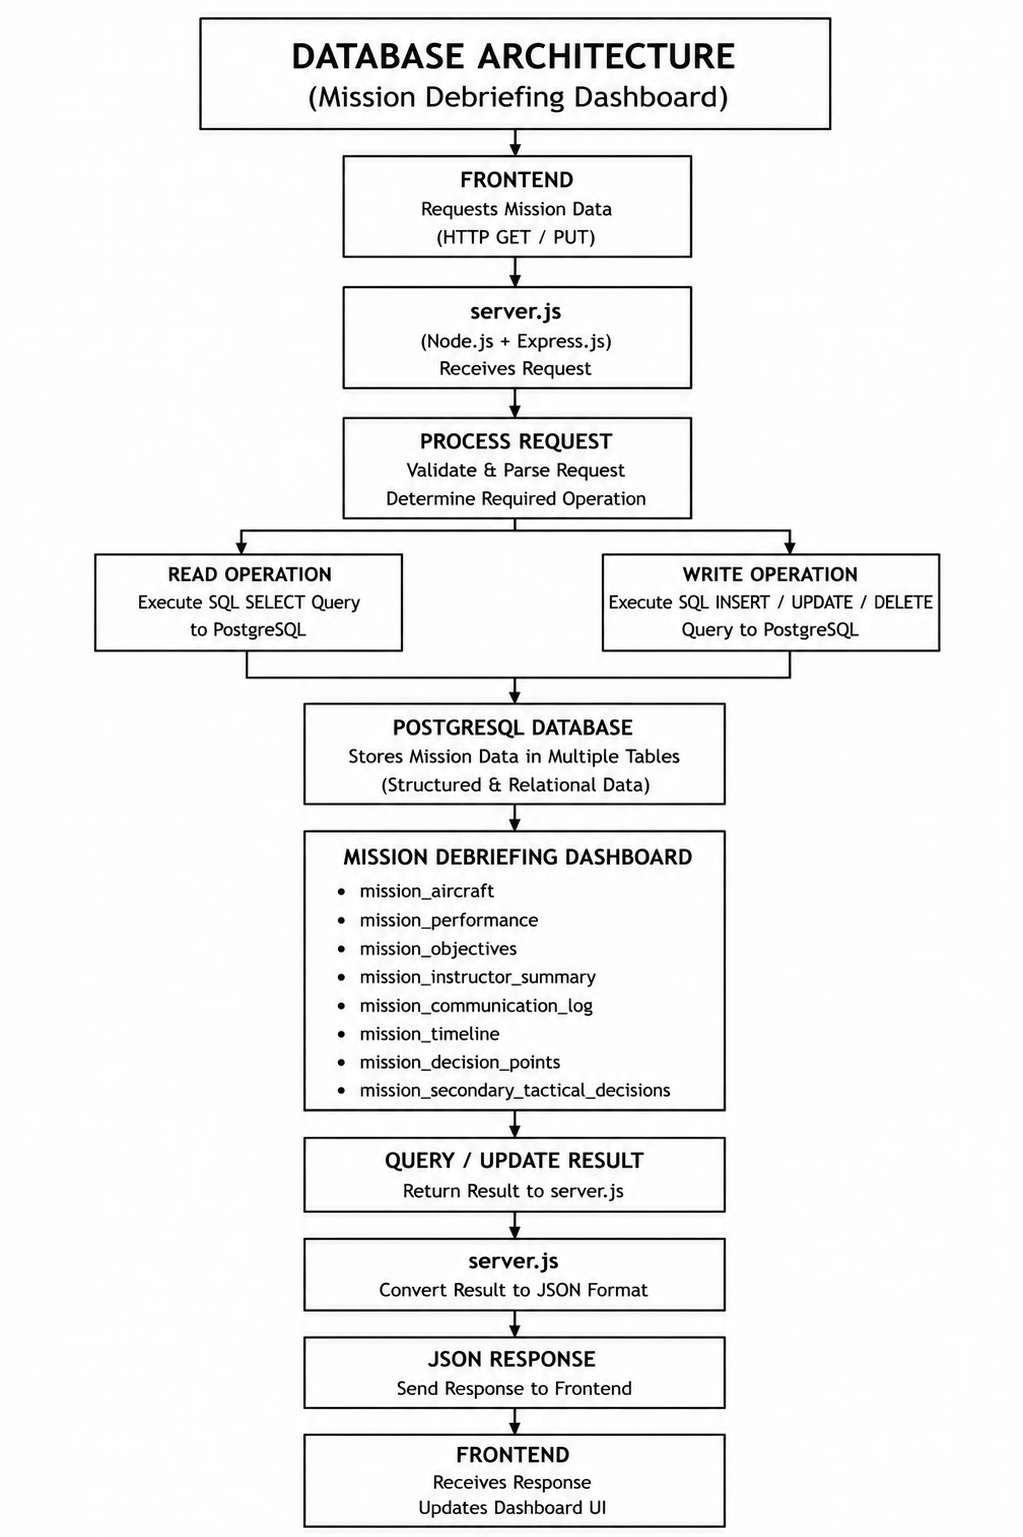 DATABASE ARCHITECTURE
(Mission Debriefing Dashboard)
FRONTEND
Requests Mission Data
(HTTP GET / PUT)
server.js
(Node.js + Express.js)
Receives Request
PROCESS REQUEST
Validate & Parse Request
Determine Required Operation
READ OPERATION
Execute SQL SELECT Query
to PostgreSQL
WRITE OPERATION
Execute SQL INSERT / UPDATE / DELETE
Query to PostgreSQL
POSTGRESQL DATABASE
Stores Mission Data in Multiple Tables
(Structured & Relational Data)
MISSION DEBRIEFING DASHBOARD
• mission_aircraft
• mission_performance
• mission_objectives
• mission_instructor_summary
• mission_communication_log
• mission_timeline
• mission_decision_points
• mission_secondary_tactical_decisions
QUERY / UPDATE RESULT
Return Result to server.js
server.js
Convert Result to JSON Format
JSON RESPONSE
Send Response to Frontend
FRONTEND
Receives Response
Updates Dashboard UI